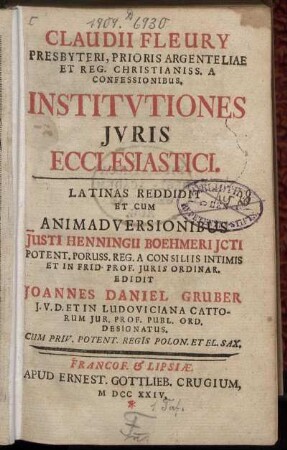 1904. 6930
CLAUDII FLEURY
PRESBYTERI, PRIORIS ARGENTELIAE
ET REG. CHRISTIANISS. A
CONFESSIONIBUS,
INSTITVTIONES
JVRIS
ECCLESIASTICI.
LATINAS REDDIDIT
ET CUM
ANIMADVERSIONIBUS
JUSTI HENNINGII BOEHMERI JCTI
POTENT. PORUSS. REG. A CONSILIIS INTIMIS
ET IN FRID. PROF. JURIS ORDINAR.
EDIDIT
JOANNES DANIEL GRUBER
J. V. D. ET IN LUDOVICIANA CATTO-
RUM JUR. PROF. PUBL. ORD.
DESIGNATUS.
CUM PRIV. POTENT. REGIS POLON. ET EL. SAX.
FRANCOF. & LIPSIÆ.
APUD ERNEST. GOTTLIEB. CRUGIUM,
M DCC XXIV.